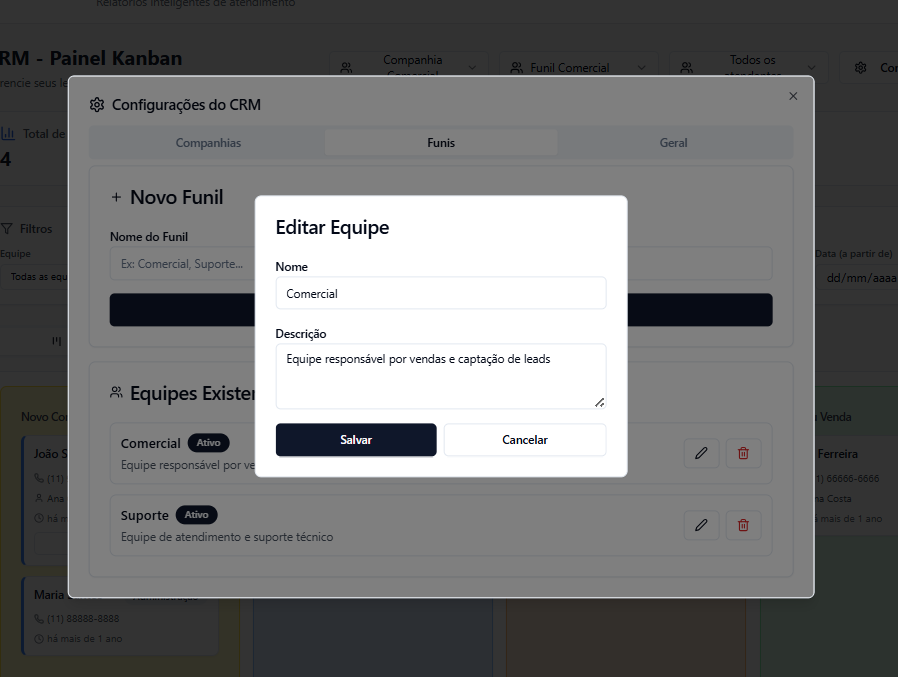 Relatórios inteligentes de atendimento
RM - Painel Kanban
rencie seus le
Companhia
Comercial
Funil Comercial
Todos os
atendentes
Con
Configurações do CRM
Total de
4
Companhias
Funis
Geral
+ Novo Funil
Nome do Funil
Ex: Comercial, Suporte...
Filtros
Equipe
Todas as equ
Data (a partir de)
dd/mm/aaaa
Editar Equipe
Nome
Comercial
Descrição
Equipe responsável por vendas e captação de leads
Salvar
Cancelar
Equipes Exister
Comercial
Ativo
Equipe responsável por ve
Suporte
Ativo
Equipe de atendimento e suporte técnico
Novo Con
João S
(11)
Ana
há m
Maria
(11) 88888-8888
há mais de 1 ano
Venda
Ferreira
1) 66666-6666
na Costa
mais de 1 ano